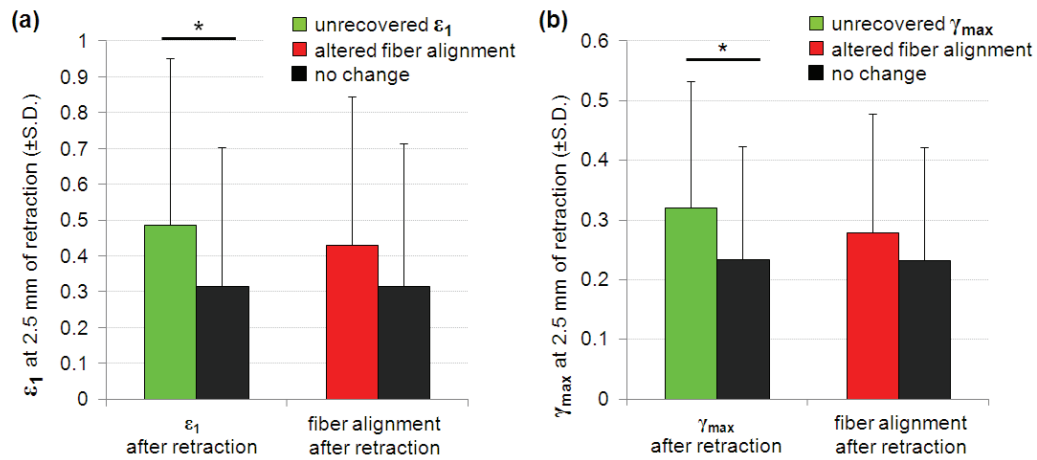 (a)
unrecovered ε1
altered fiber alignment
no change
*
ε1 at 2.5 mm of retraction (±S.D.)
1
0.9
0.8
0.7
0.6
0.5
0.4
0.3
0.2
0.1
0
ε1
after retraction
fiber alignment
after retraction
(b)
unrecovered γmax
altered fiber alignment
no change
*
γmax at 2.5 mm of retraction (±S.D.)
0.6
0.5
0.4
0.3
0.2
0.1
0
γmax
after retraction
fiber alignment
after retraction